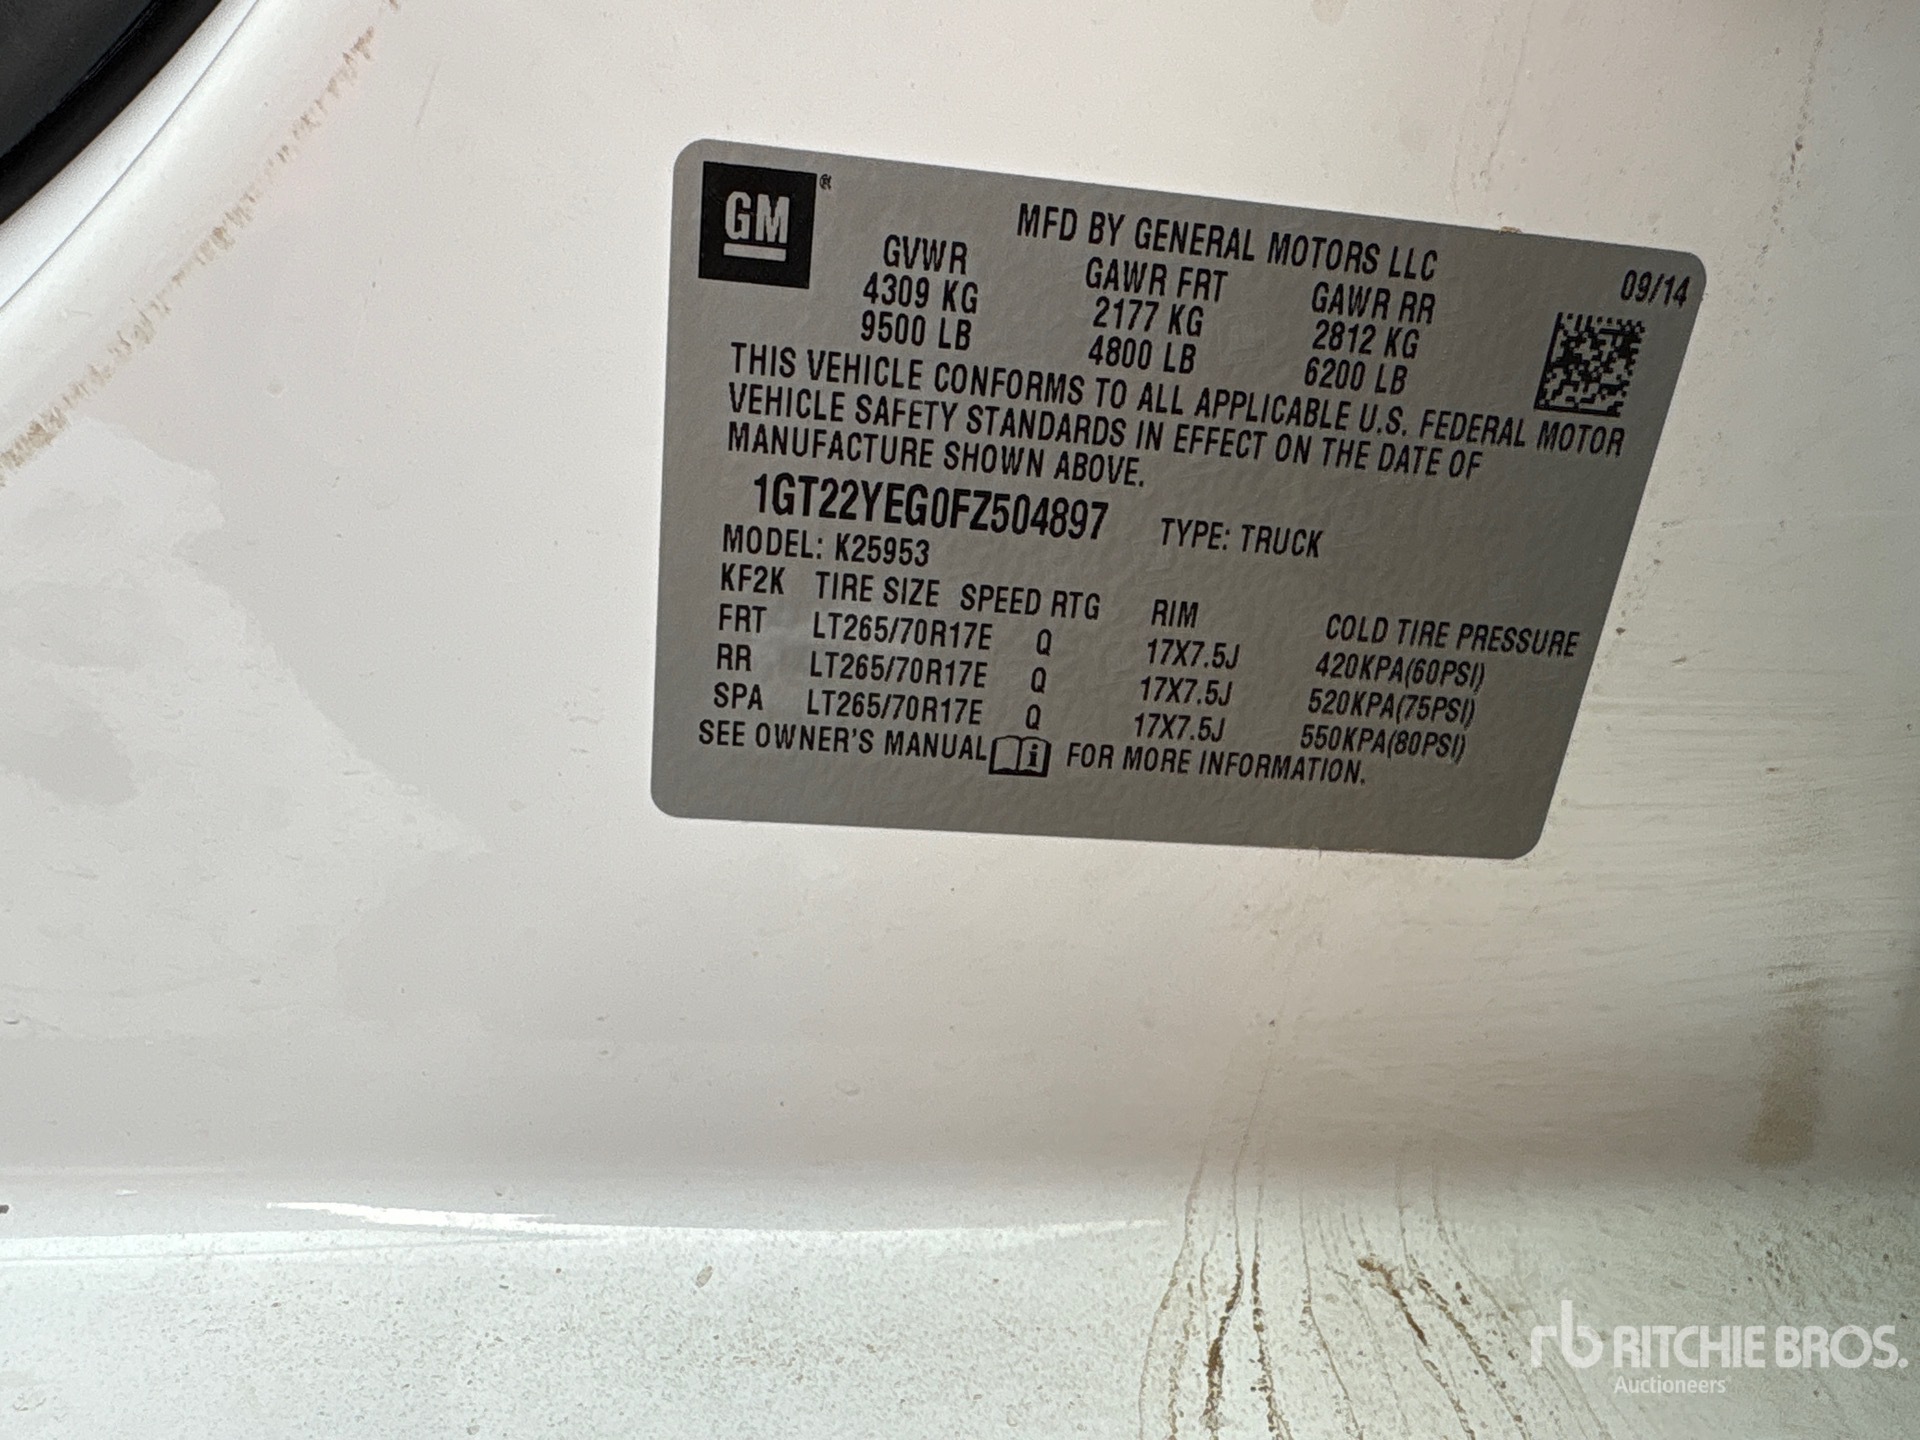 GM ®
MFD BY GENERAL MOTORS LLC
09/14
GVWR GAWR FRT GAWR RR
4309 KG 2177 KG 2812 KG
9500 LB 4800 LB 6200 LB
THIS VEHICLE CONFORMS TO ALL APPLICABLE U.S. FEDERAL MOTOR
VEHICLE SAFETY STANDARDS IN EFFECT ON THE DATE OF
MANUFACTURE SHOWN ABOVE.
1GT22YEG0FZ504897 TYPE: TRUCK
MODEL: K25953
KF2K TIRE SIZE SPEED RTG RIM COLD TIRE PRESSURE
FRT LT265/70R17E Q 17X7.5J 420KPA(60PSI)
RR LT265/70R17E Q 17X7.5J 520KPA(75PSI)
SPA LT265/70R17E Q 17X7.5J 550KPA(80PSI)
SEE OWNER'S MANUAL i FOR MORE INFORMATION.
rb RITCHIE BROS.
Auctioneers